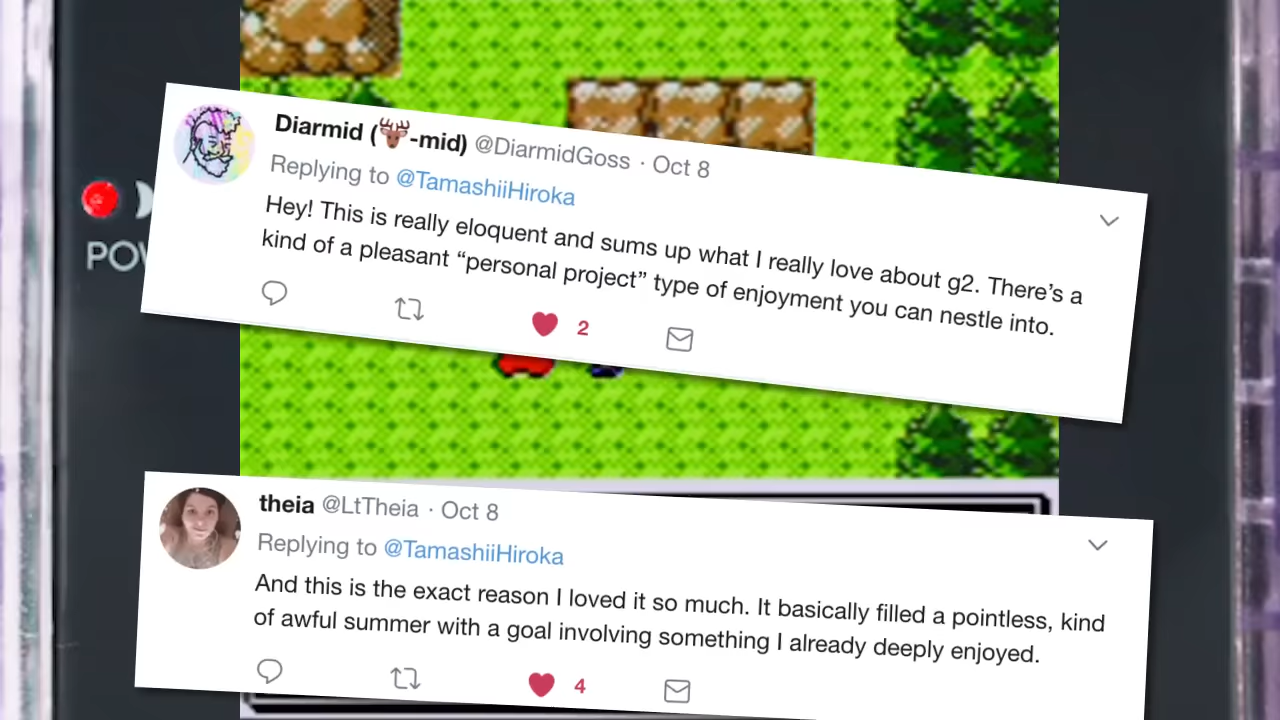 Diarmid (🦌-mid) @DiarmidGoss · Oct 8
Replying to @TamashiiHiroka
Hey! This is really eloquent and sums up what I really love about g2. There’s a
kind of a pleasant “personal project” type of enjoyment you can nestle into.
2
theia @LtTheia · Oct 8
Replying to @TamashiiHiroka
And this is the exact reason I loved it so much. It basically filled a pointless, kind
of awful summer with a goal involving something I already deeply enjoyed.
4